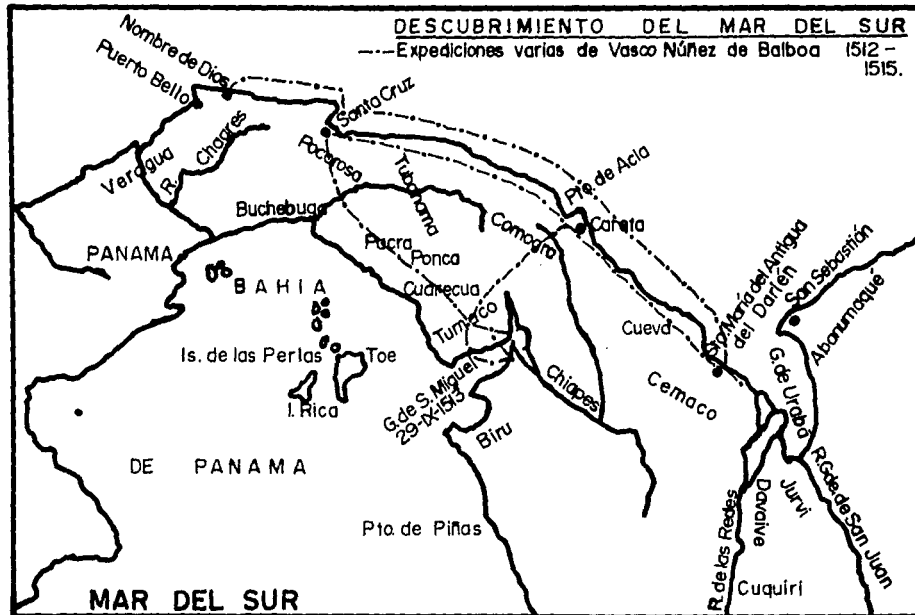 DESCUBRIMIENTO DEL MAR DEL SUR
Expediciones varias de Vasco Núñez de Balboa 1512 –
1515.
Nombre de Dios
Puerto Bello
Santa Cruz
Veragua
R. Chagres
Pocorosa
Tubanama
Pto. de Acla
Buchebuga
Comogra
Careta
PANAMA
Pacra
Ponca
Cuarecua
BAHIA
Tumaco
Cueva
Sta. María del Antigua
del Darién
San Sebastián
Abanumaqué
Is. de las Perlas
Toe
G. de S. Miguel
29-IX-1513
Chiapes
Cemaco
G. de Urabá
I. Rica
Biru
DE PANAMA
R. Gde. de San Juan
Jurvi
Davaive
R. de las Redes
Pto. de Piñas
Cuquíri
MAR DEL SUR